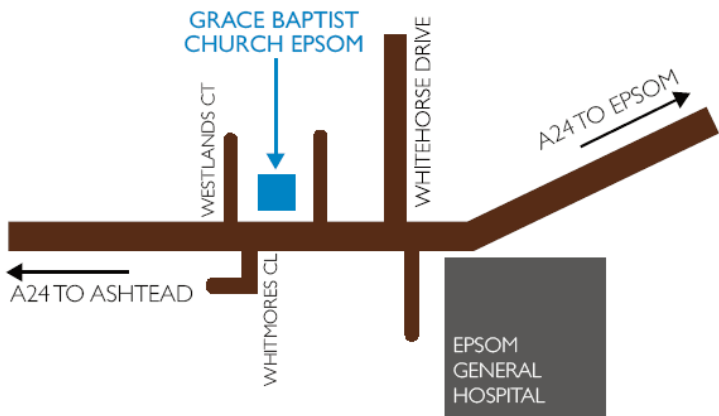 GRACE BAPTIST
CHURCH EPSOM
WESTLANDS CT
WHITEHORSE DRIVE
A24 TO EPSOM
A24 TO ASHTEAD
WHITMORES CL
EPSOM
GENERAL
HOSPITAL